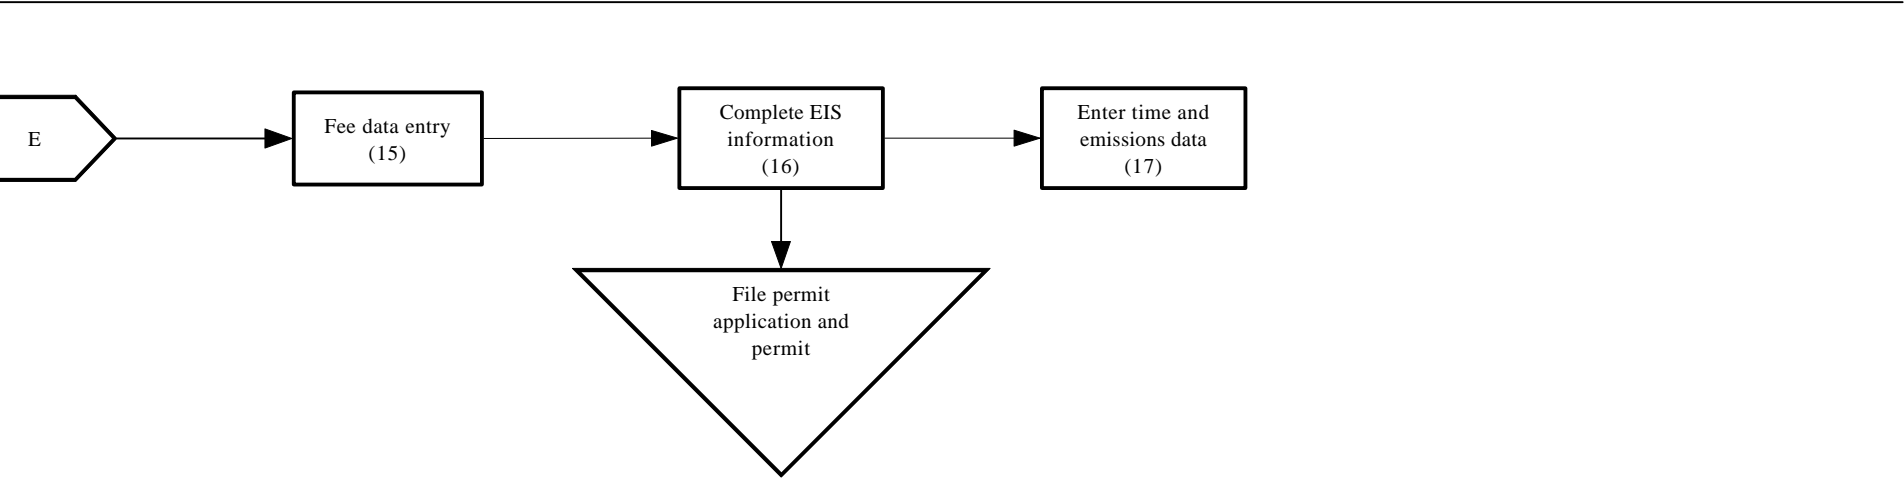 E
Fee data entry
(15)
Complete EIS
information
(16)
Enter time and
emissions data
(17)
File permit
application and
permit